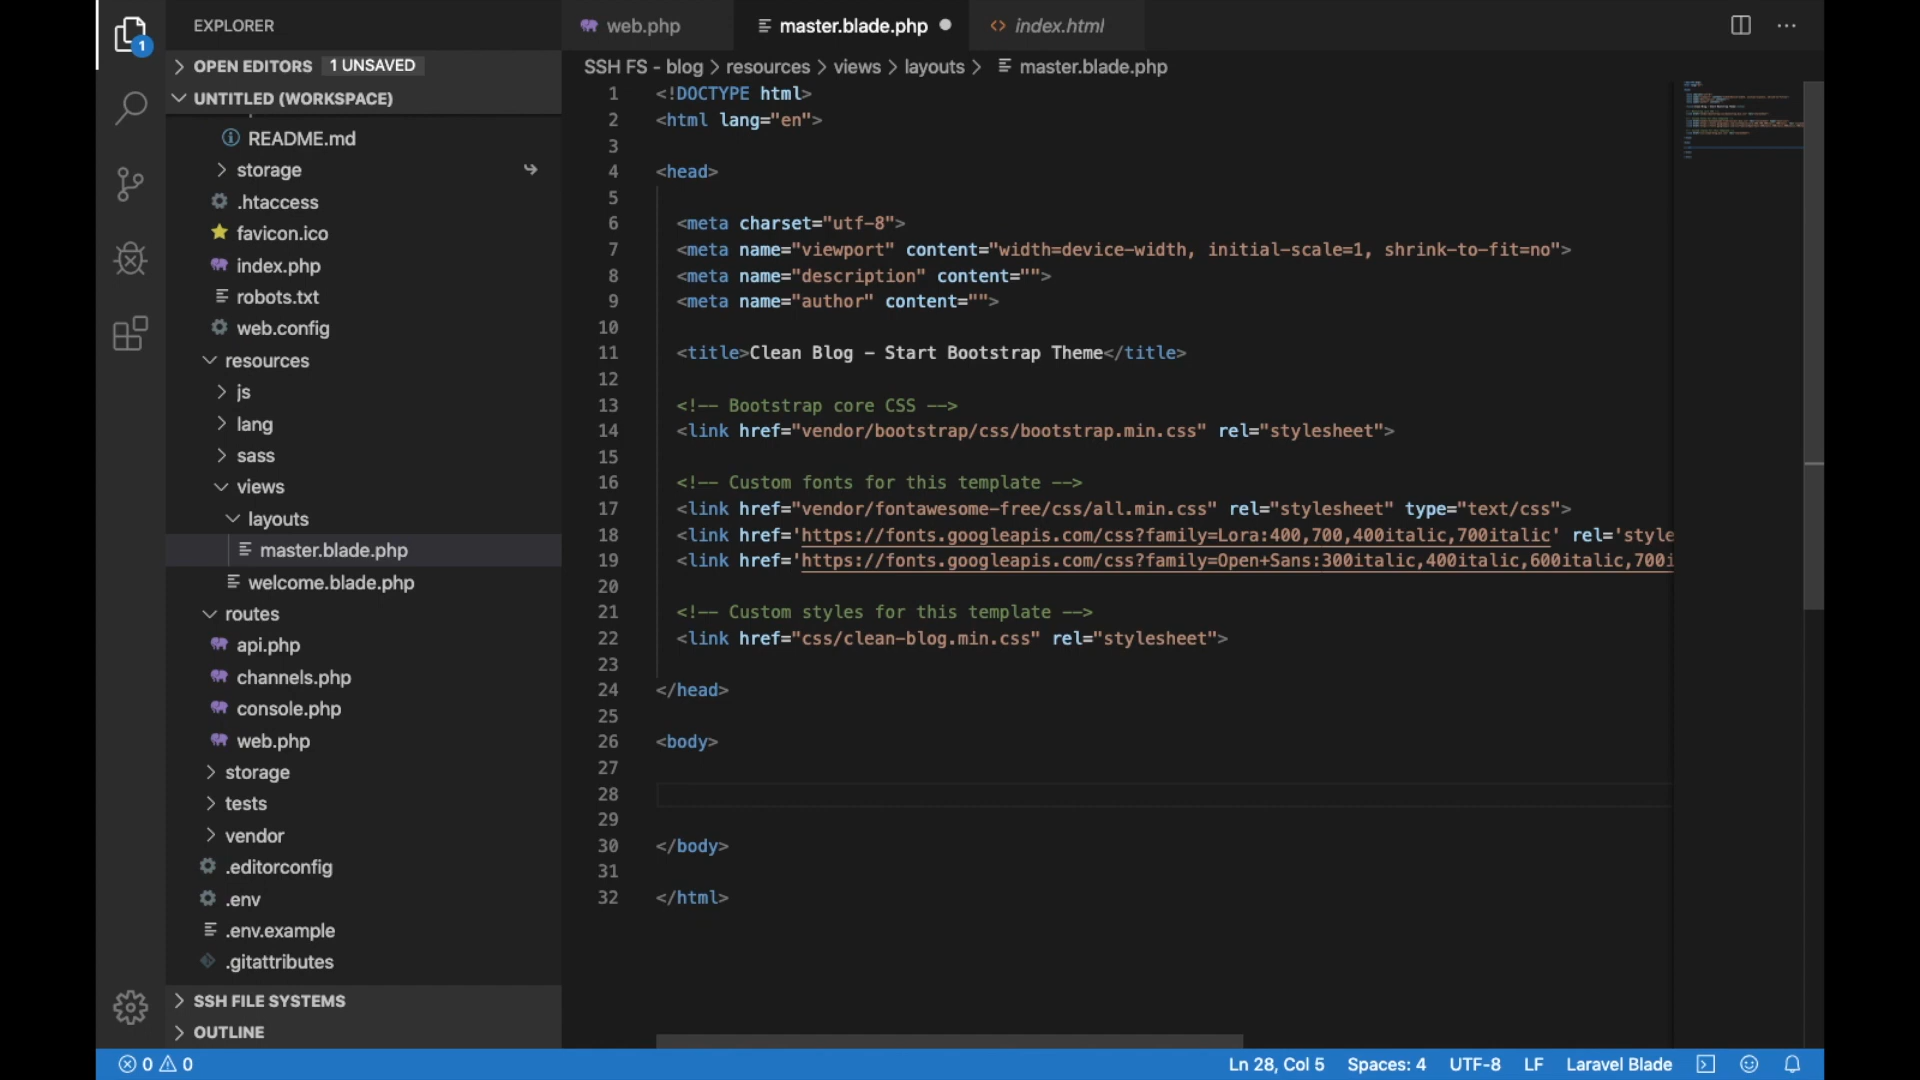 1
EXPLORER
OPEN EDITORS 1 UNSAVED
UNTITLED (WORKSPACE)
README.md
storage
.htaccess
favicon.ico
index.php
robots.txt
web.config
resources
js
lang
sass
views
layouts
master.blade.php
welcome.blade.php
routes
api.php
channels.php
console.php
web.php
storage
tests
vendor
.editorconfig
.env
.env.example
.gitattributes
SSH FILE SYSTEMS
OUTLINE
web.php master.blade.php index.html
SSH FS - blog > resources > views > layouts > master.blade.php
1 <!DOCTYPE html>
2 <html lang="en">
3
4 <head>
5
6 <meta charset="utf-8">
7 <meta name="viewport" content="width=device-width, initial-scale=1, shrink-to-fit=no">
8 <meta name="description" content="">
9 <meta name="author" content="">
10
11 <title>Clean Blog - Start Bootstrap Theme</title>
12
13 <!-- Bootstrap core CSS -->
14 <link href="vendor/bootstrap/css/bootstrap.min.css" rel="stylesheet">
15
16 <!-- Custom fonts for this template -->
17 <link href="vendor/fontawesome-free/css/all.min.css" rel="stylesheet" type="text/css">
18 <link href='https://fonts.googleapis.com/css?family=Lora:400,700,400italic,700italic' rel='style
19 <link href='https://fonts.googleapis.com/css?family=Open+Sans:300italic,400italic,600italic,700i
20
21 <!-- Custom styles for this template -->
22 <link href="css/clean-blog.min.css" rel="stylesheet">
23
24 </head>
25
26 <body>
27
28
29
30 </body>
31
32 </html>
0 0 Ln 28, Col 5 Spaces: 4 UTF-8 LF Laravel Blade